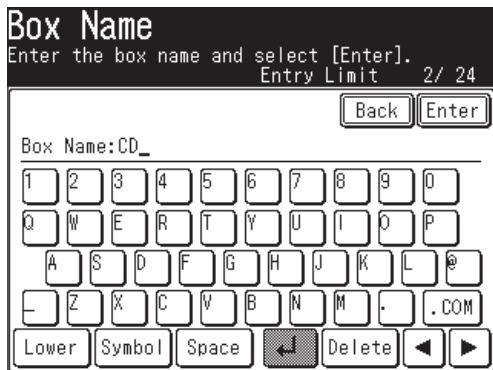 Box Name
Enter the box name and select [Enter].
Entry Limit 2/ 24
Back Enter
Box Name:CD_
1 2 3 4 5 6 7 8 9 0
Q W E R T Y U I O P
A S D F G H J K L @
_ Z X C V B N M . .COM
Lower Symbol Space ↵ Delete ◀ ▶